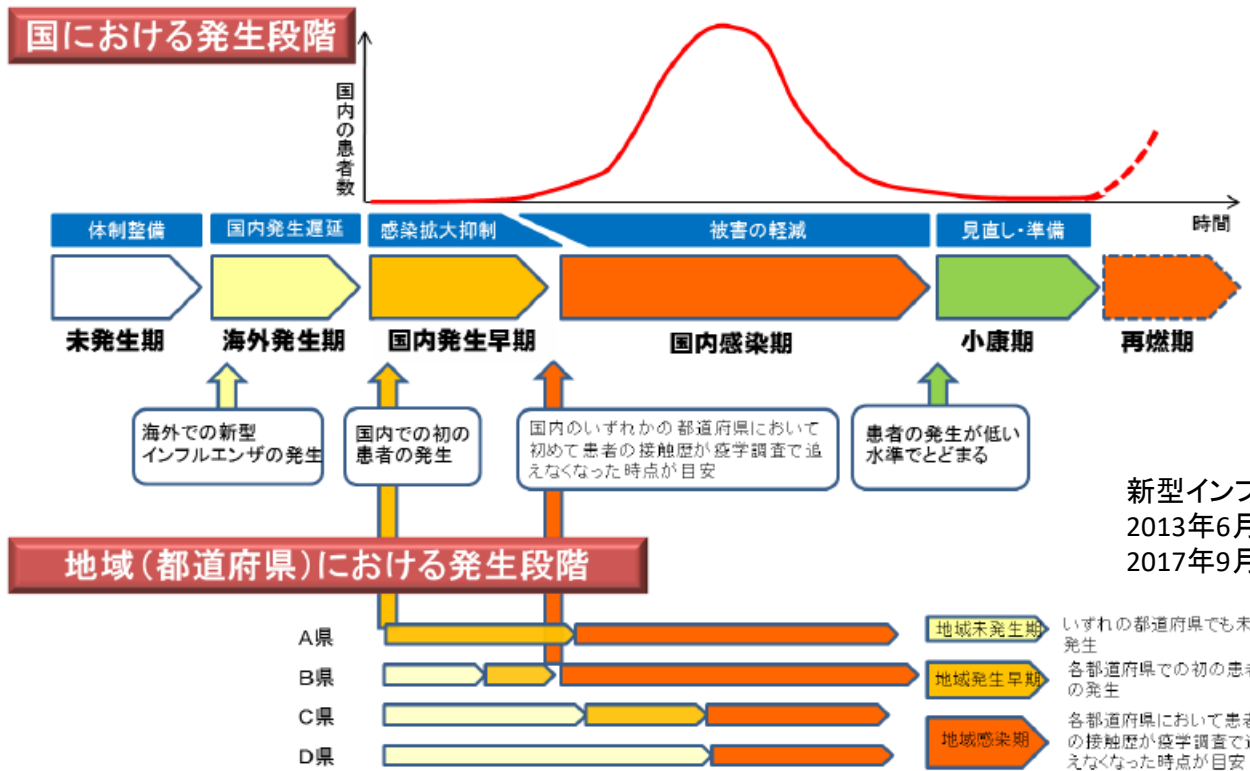 国における発生段階
国内の患者数
時間
体制整備
国内発生遅延
感染拡大抑制
被害の軽減
見直し・準備
未発生期
海外発生期
国内発生早期
国内感染期
小康期
再燃期
海外での新型
インフルエンザの発生
国内での初の
患者の発生
国内のいずれかの都道府県において
初めて患者の接触歴が疫学調査で追
えなくなった時点が目安
患者の発生が低い
水準でとどまる
新型インフ
2013年6月
2017年9月
地域(都道府県)における発生段階
A県
B県
C県
D県
地域未発生期
いずれの都道府県でも未
発生
地域発生早期
各都道府県での初の患者
の発生
地域感染期
各都道府県において患者
の接触歴が疫学調査で追
えなくなった時点が目安